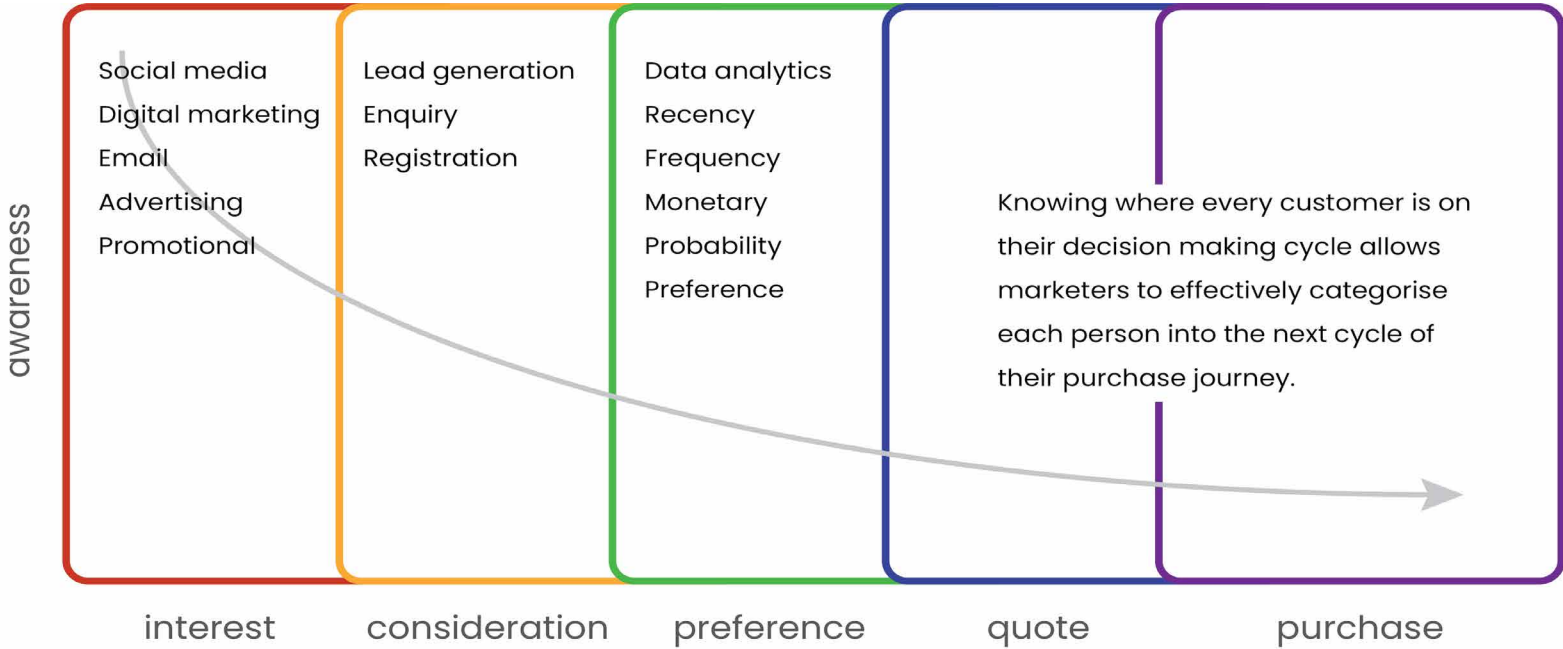 Social media
Digital marketing
Email
Advertising
Promotional
Lead generation
Enquiry
Registration
Data analytics
Recency
Frequency
Monetary
Probability
Preference
Knowing where every customer is on
their decision making cycle allows
marketers to effectively categorise
each person into the next cycle of
their purchase journey.
awareness
interest
consideration
preference
quote
purchase